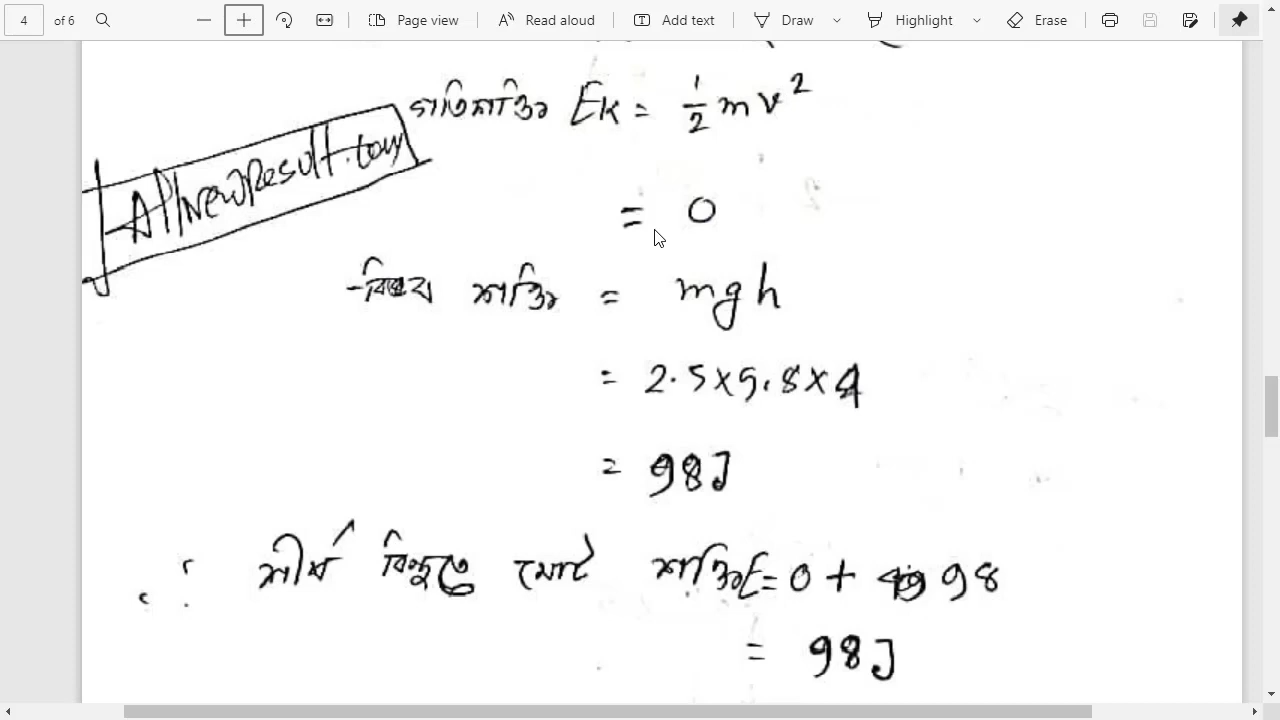 4 of 6 Page view Read aloud Add text Draw Highlight Erase
গতিশক্তি Ek = 1/2 mv²
AllNewResult.com
= 0
বিভব শক্তি = mgh
= 2.5×9.8×4
= 98J
∴ শীর্ষ বিন্দুতে মোট শক্তি E = 0 + 98
= 98J